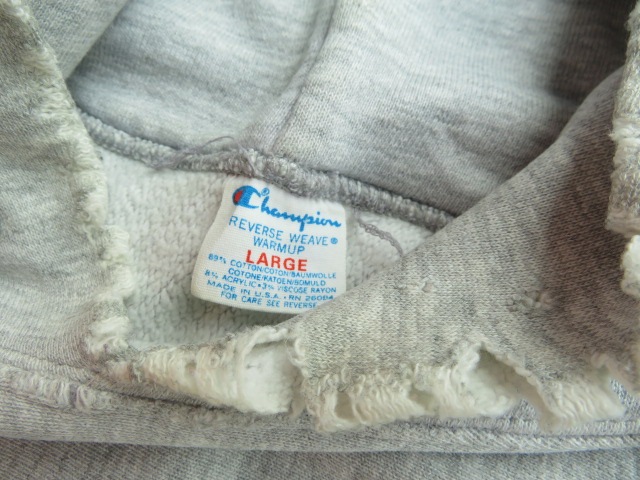 Champion
REVERSE WEAVE®
WARMUP
LARGE
89% COTTON/COTON/BAUMWOLLE
COTONE/KATOEN/BOMULD
8% ACRYLIC • 3% VISCOSE RAYON
MADE IN U.S.A. • RN 26094
FOR CARE SEE REVERSE